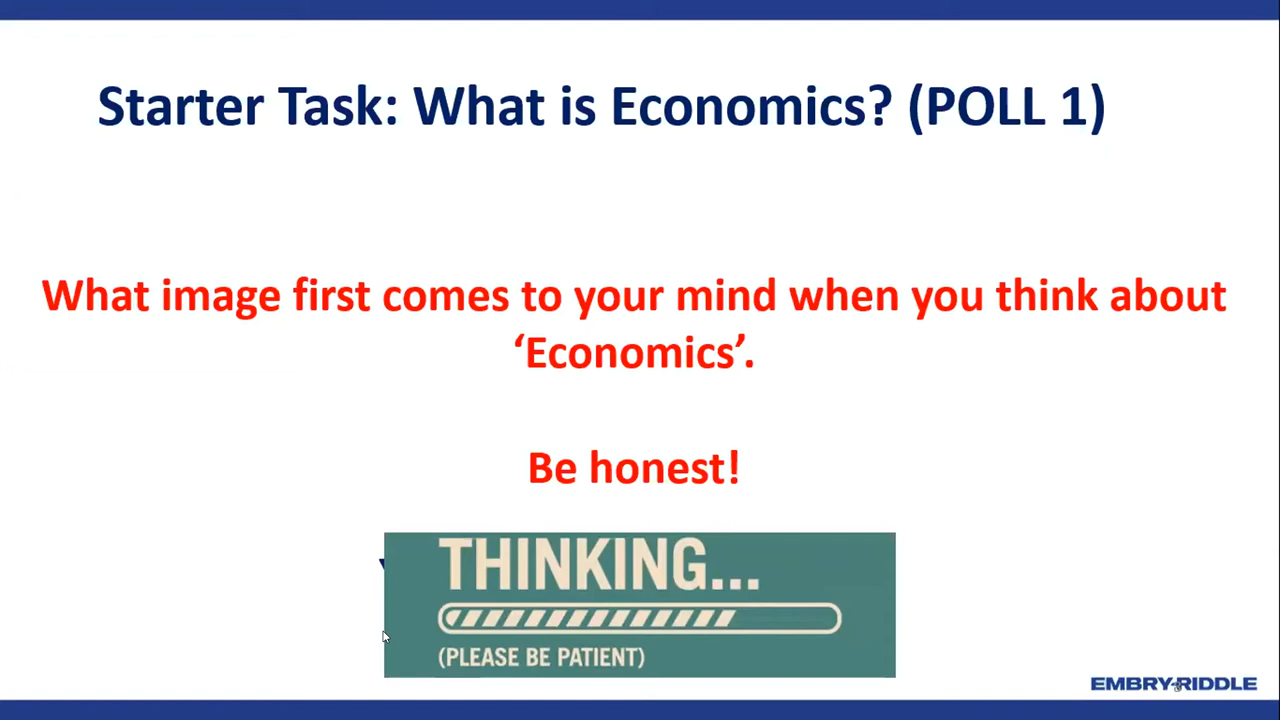 Starter Task: What is Economics? (POLL 1)
What image first comes to your mind when you think about
‘Economics’.
Be honest!
THINKING...
(PLEASE BE PATIENT)
EMBRY-RIDDLE